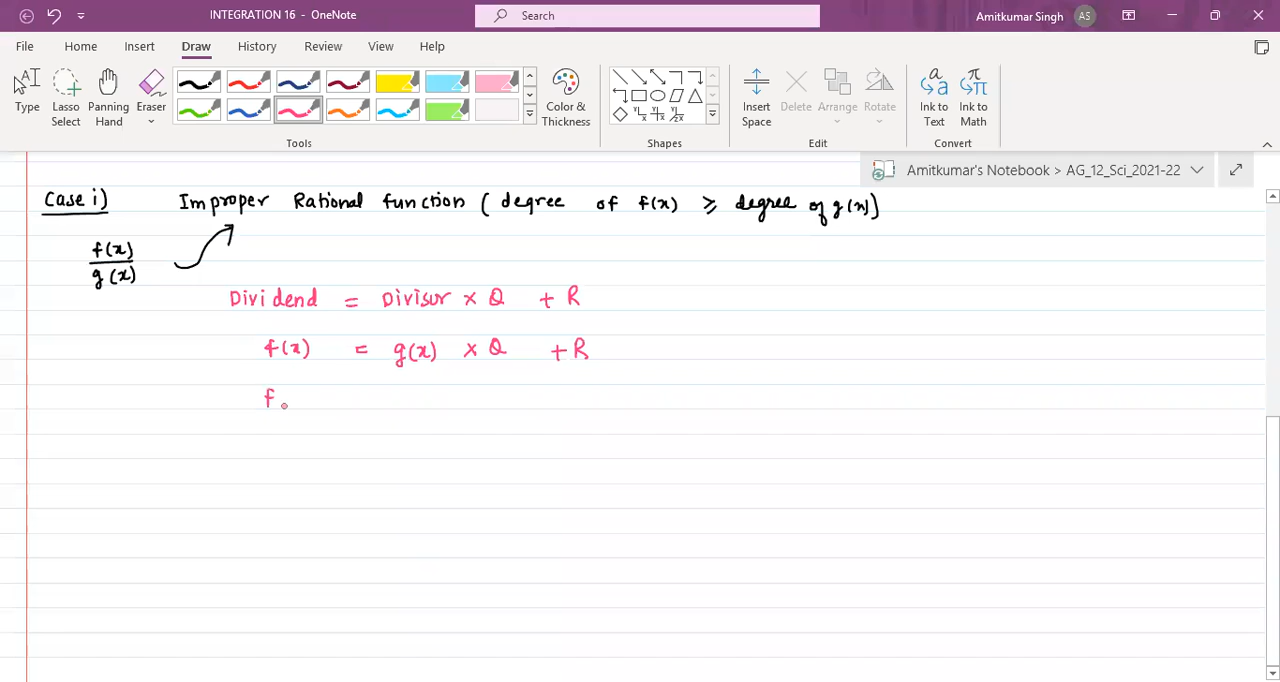 INTEGRATION 16 - OneNote
Search
Amitkumar Singh AS
File Home Insert Draw History Review View Help
Type
Lasso Select
Panning Hand
Eraser
Color & Thickness
Insert Space
Delete
Arrange
Rotate
Ink to Text
Ink to Math
Tools Shapes Edit Convert
Amitkumar's Notebook > AG_12_Sci_2021-22
Case i) Improper Rational function ( degree of f(x) ≥ degree of g(x))
f(x)
g(x)
Dividend = Divisor × Q + R
f(x) = g(x) × Q + R
f